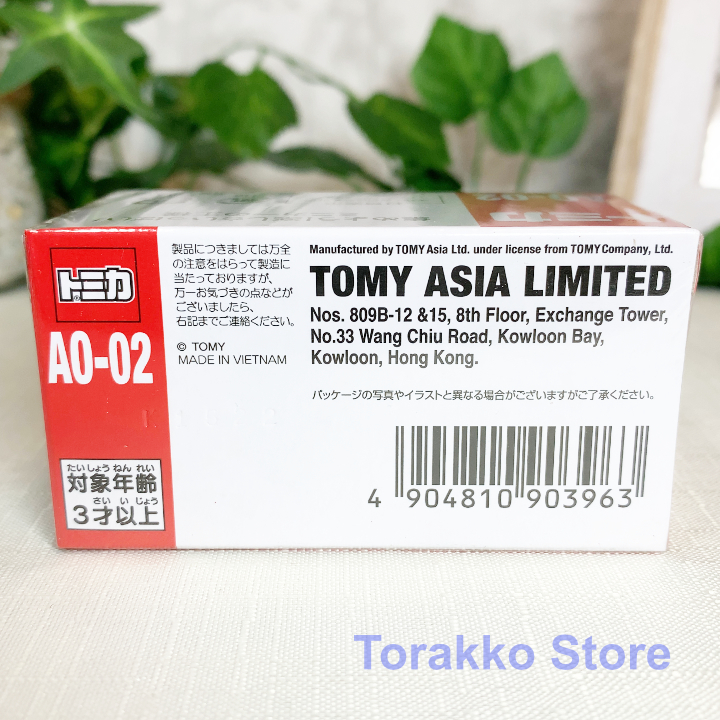 トミカ
AO-02
たいしょうねんれい
対象年齢
さいいじょう
3才以上
製品につきましては万全
の注意をはらって製造に
当たっておりますが、
万一お気づきの点などが
ございましたら、
右記までご連絡ください。
© TOMY
MADE IN VIETNAM
Manufactured by TOMY Asia Ltd. under license from TOMY Company, Ltd.
TOMY ASIA LIMITED
Nos. 809B-12 &15, 8th Floor, Exchange Tower,
No.33 Wang Chiu Road, Kowloon Bay,
Kowloon, Hong Kong.
パッケージの写真やイラストと異なる場合がございますがご了承ください。
4 904810 903963
Torakko Store